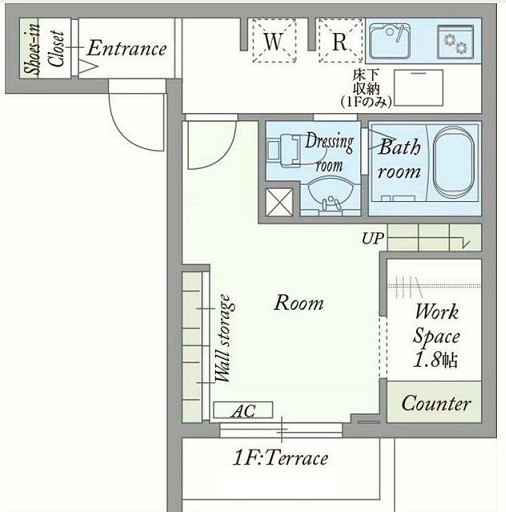 Shoes-in
Closet
Entrance
W
R
床下
収納
(1Fのみ)
Dressing
room
Bath
room
UP
Room
Wall storage
Work
Space
1.8帖
Counter
AC
1F:Terrace